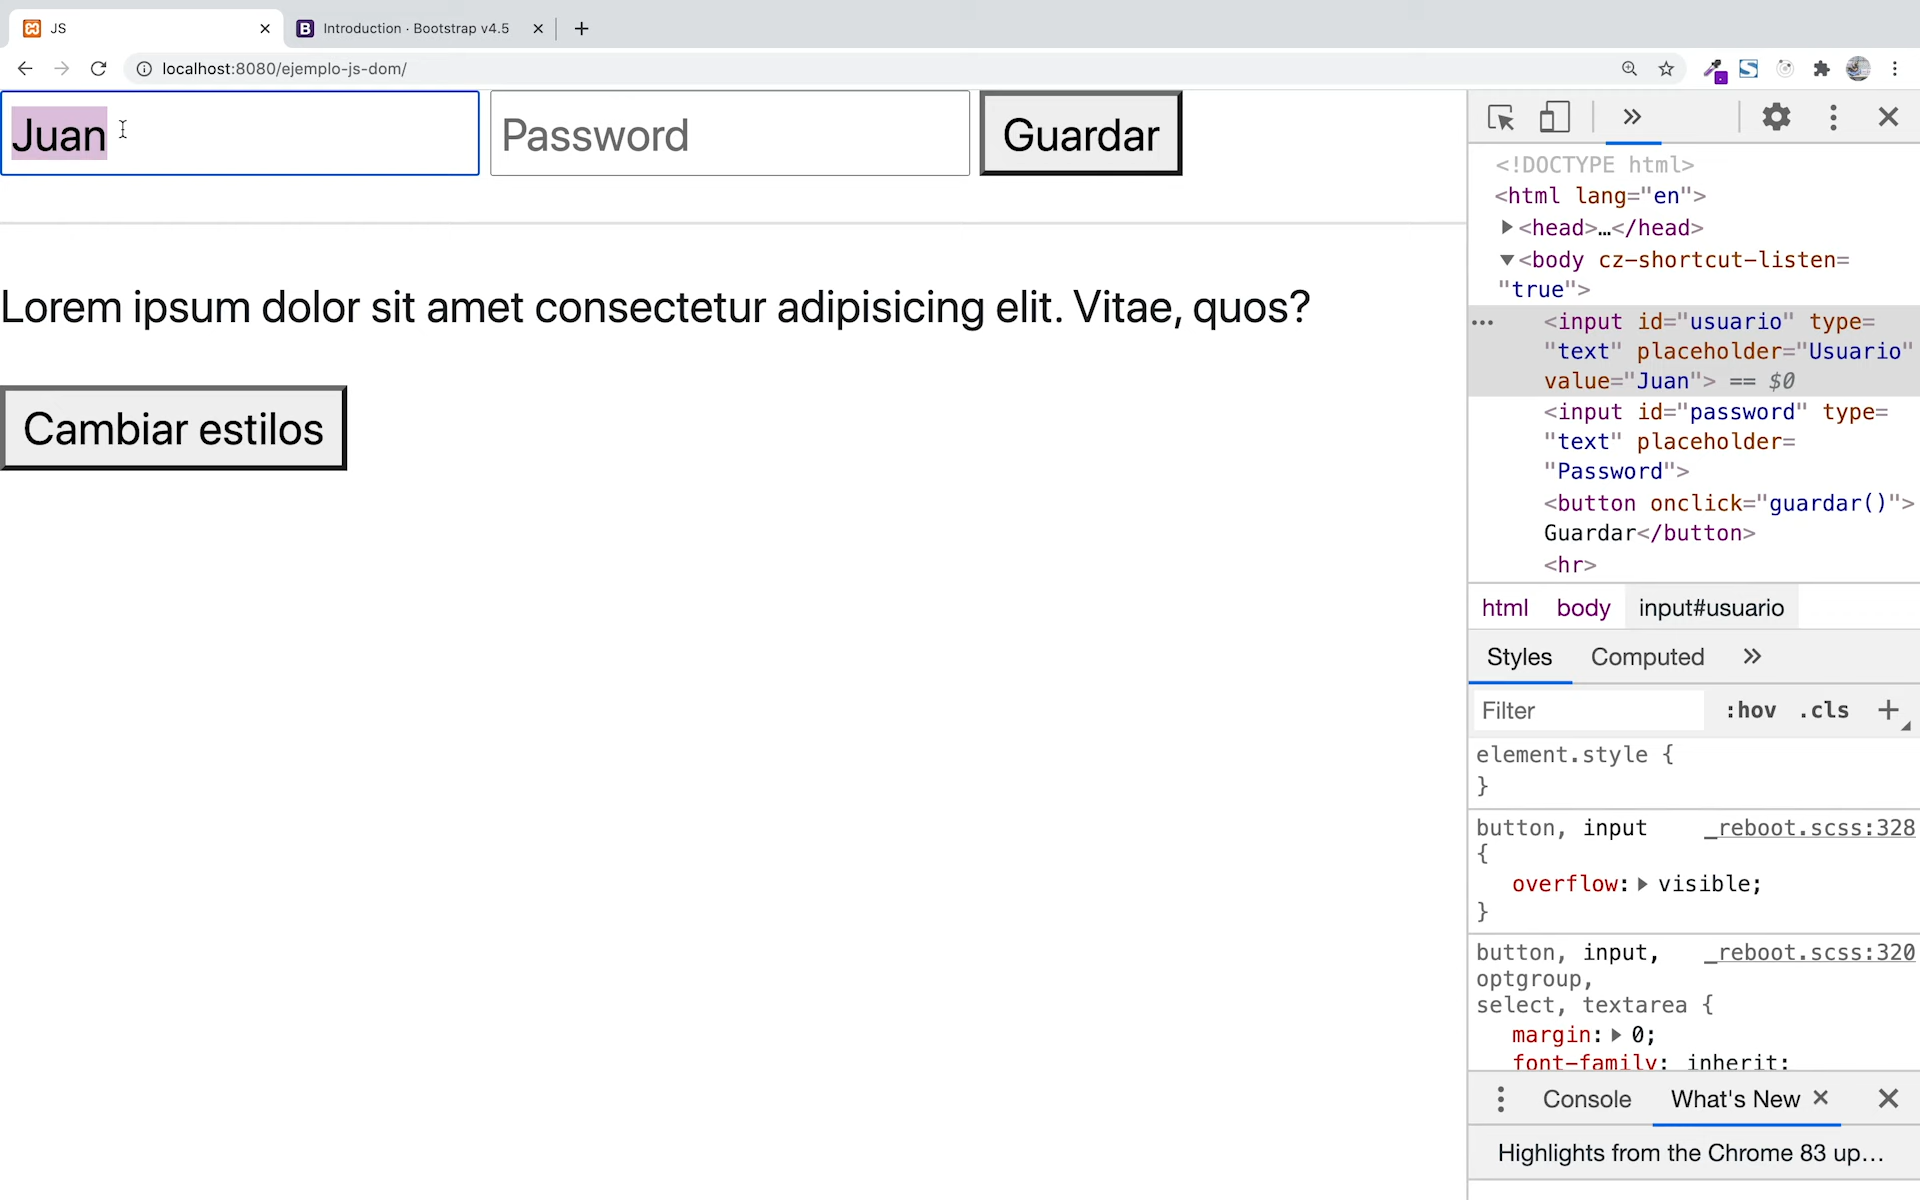 JS
Introduction · Bootstrap v4.5
localhost:8080/ejemplo-js-dom/
Juan
Password
Guardar
Lorem ipsum dolor sit amet consectetur adipisicing elit. Vitae, quos?
Cambiar estilos
<!DOCTYPE html>
<html lang="en">
<head>…</head>
<body cz-shortcut-listen=
"true">
<input id="usuario" type=
"text" placeholder="Usuario"
value="Juan"> == $0
<input id="password" type=
"text" placeholder=
"Password">
<button onclick="guardar()">
Guardar</button>
<hr>
html body input#usuario
Styles Computed
Filter :hov .cls
element.style {
}
button, input _reboot.scss:328
{
overflow: visible;
}
button, input, _reboot.scss:320
optgroup,
select, textarea {
margin: 0;
font-family: inherit;
Console What's New
Highlights from the Chrome 83 up…